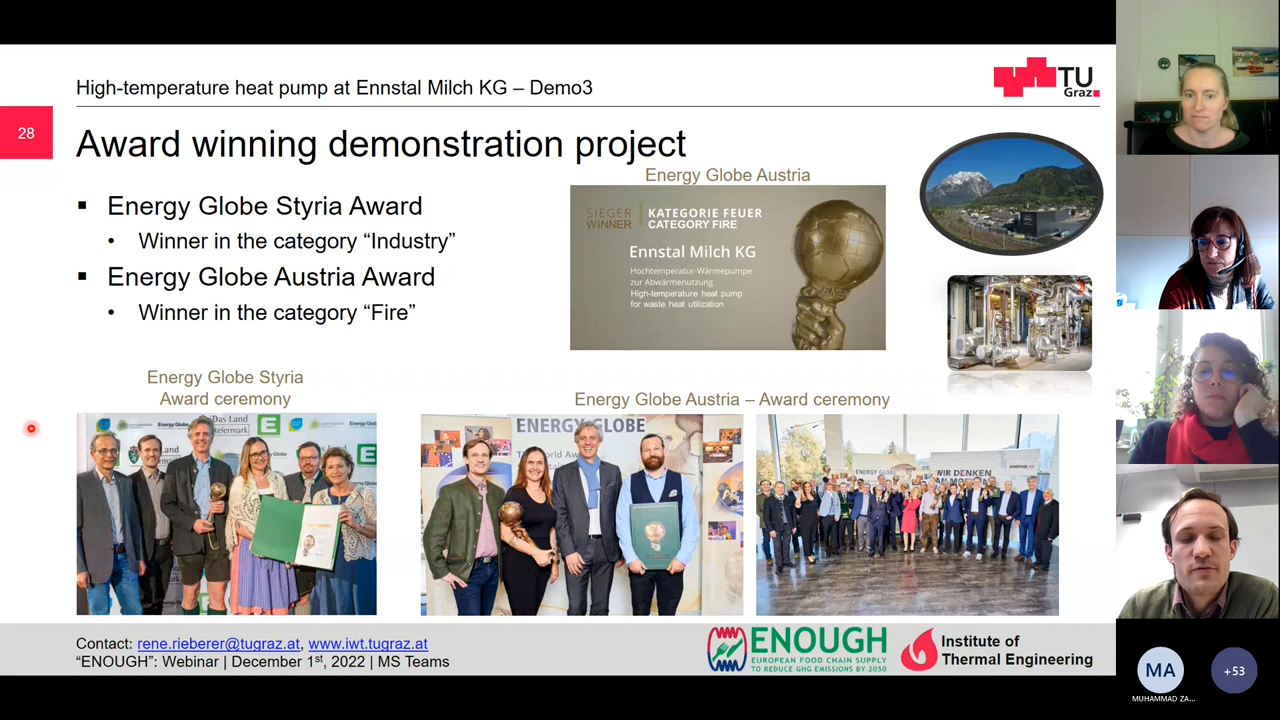 High-temperature heat pump at Ennstal Milch KG – Demo3
TU
Graz
28
Award winning demonstration project
Energy Globe Styria Award
Winner in the category “Industry”
Energy Globe Austria Award
Winner in the category “Fire”
Energy Globe Austria
SIEGER
WINNER
KATEGORIE FEUER
CATEGORY FIRE
Ennstal Milch KG
Hochtemperatur-Wärmepumpe
zur Abwärmenutzung
High-temperature heat pump
for waste heat utilization
Energy Globe Styria
Award ceremony
Das Land
Steiermark
Energy Globe Austria – Award ceremony
ENERGY GLOBE
WIR DENKEN
Contact: rene.rieberer@tugraz.at, www.iwt.tugraz.at
“ENOUGH”: Webinar | December 1st, 2022 | MS Teams
ENOUGH
EUROPEAN FOOD CHAIN SUPPLY
TO REDUCE GHG EMISSIONS BY 2050
Institute of
Thermal Engineering
MA
MUHAMMAD ZA...
+53